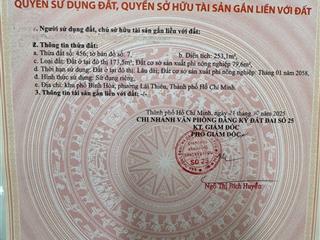 QUYỀN SỬ DỤNG ĐẤT, QUYỀN SỞ HỮU TÀI SẢN GẮN LIỀN VỚI ĐẤT
1. Người sử dụng đất, chủ sở hữu tài sản gắn liền với đất:
2. Thông tin thửa đất:
a. Thửa đất số: 456; tờ bản đồ số: 7. b. Diện tích: 253,1m².
c. Loại đất: Đất ở tại đô thị 173,5m²; Đất cơ sở sản xuất phi nông nghiệp 79,6m².
d. Thời hạn sử dụng: Đất ở tại đô thị: Lâu dài; Đất cơ sở sản xuất phi nông nghiệp: Tháng 01 năm 2058.
đ. Hình thức sử dụng: Sử dụng riêng.
e. Địa chỉ: khu phố Bình Hòa, phường Lái Thiêu, Thành phố Hồ Chí Minh.
3. Thông tin tài sản gắn liền với đất: -/-
Thành phố Hồ Chí Minh, ngày tháng 10 năm 2025
CHI NHÁNH VĂN PHÒNG ĐĂNG KÝ ĐẤT ĐAI SỐ 25
KT. GIÁM ĐỐC
PHÓ GIÁM ĐỐC
SỐ 25
Ngô Thị Bích Huyền